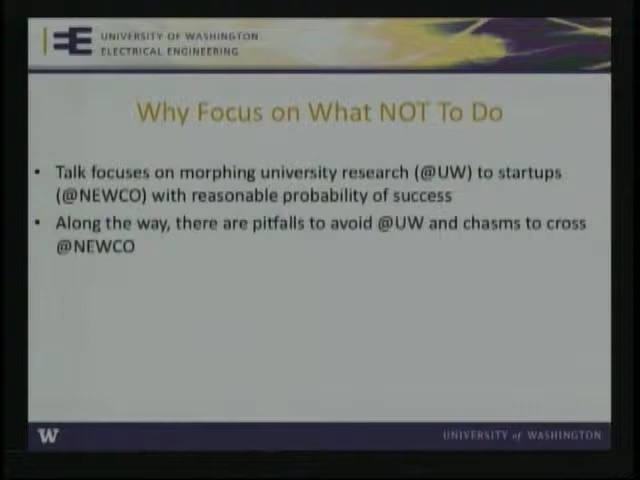 UNIVERSITY OF WASHINGTON
ELECTRICAL ENGINEERING
Why Focus on What NOT To Do
• Talk focuses on morphing university research (@UW) to startups
(@NEWCO) with reasonable probability of success
• Along the way, there are pitfalls to avoid @UW and chasms to cross
@NEWCO
W
UNIVERSITY of WASHINGTON